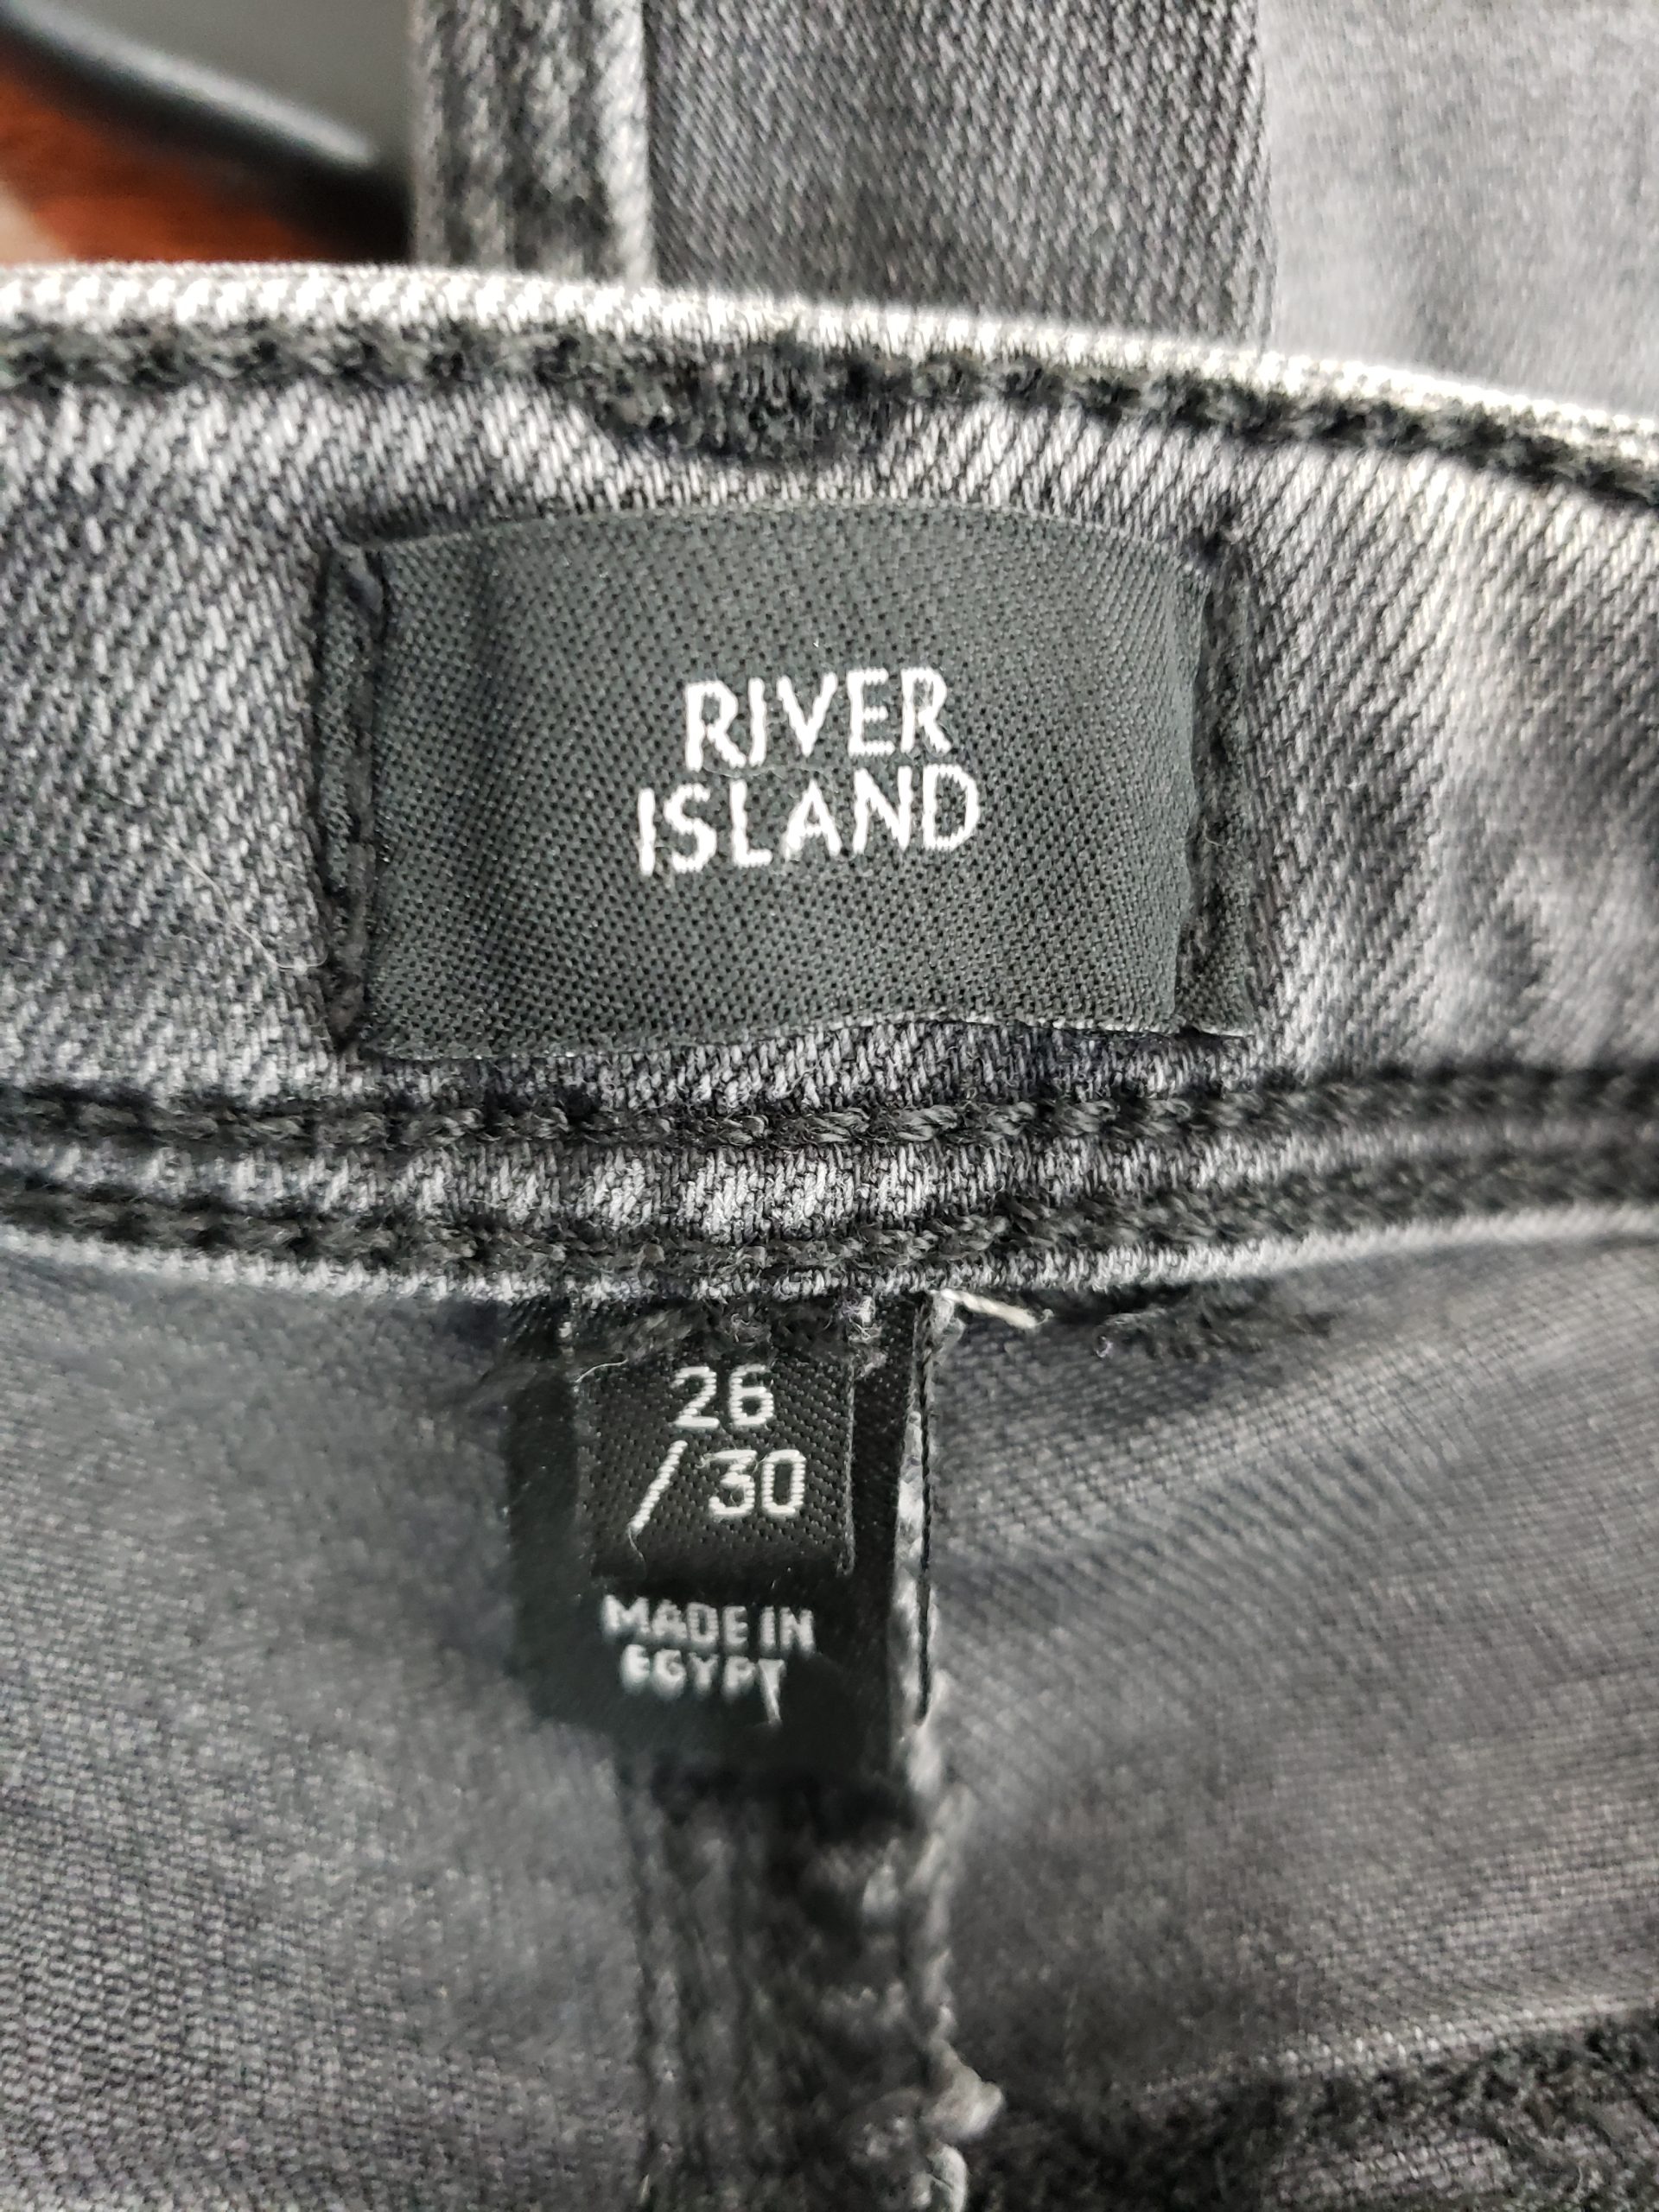 RIVER
ISLAND
26
/30
MADE IN
EGYPT